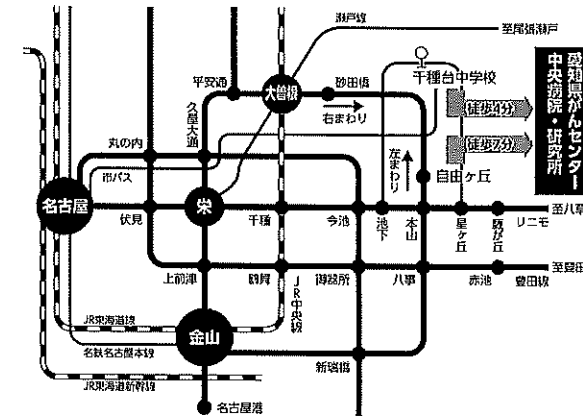 瀬戸線
至尾張瀬戸
平安通
大曽根
砂田橋
千種台中学校
右まわり
徒歩4分
徒歩7分
愛知県がんセンター
中央病院・研究所
久屋大通
丸の内
市バス
左まわり
自由ヶ丘
名古屋
伏見
栄
千種
今池
池下
本山
星ヶ丘
藤が丘
リニモ
至八草
上前津
鶴舞
JR中央線
御器所
八事
赤池
豊田線
至豊田
JR東海道線
金山
名鉄名古屋本線
新瑞橋
JR東海道新幹線
名古屋港